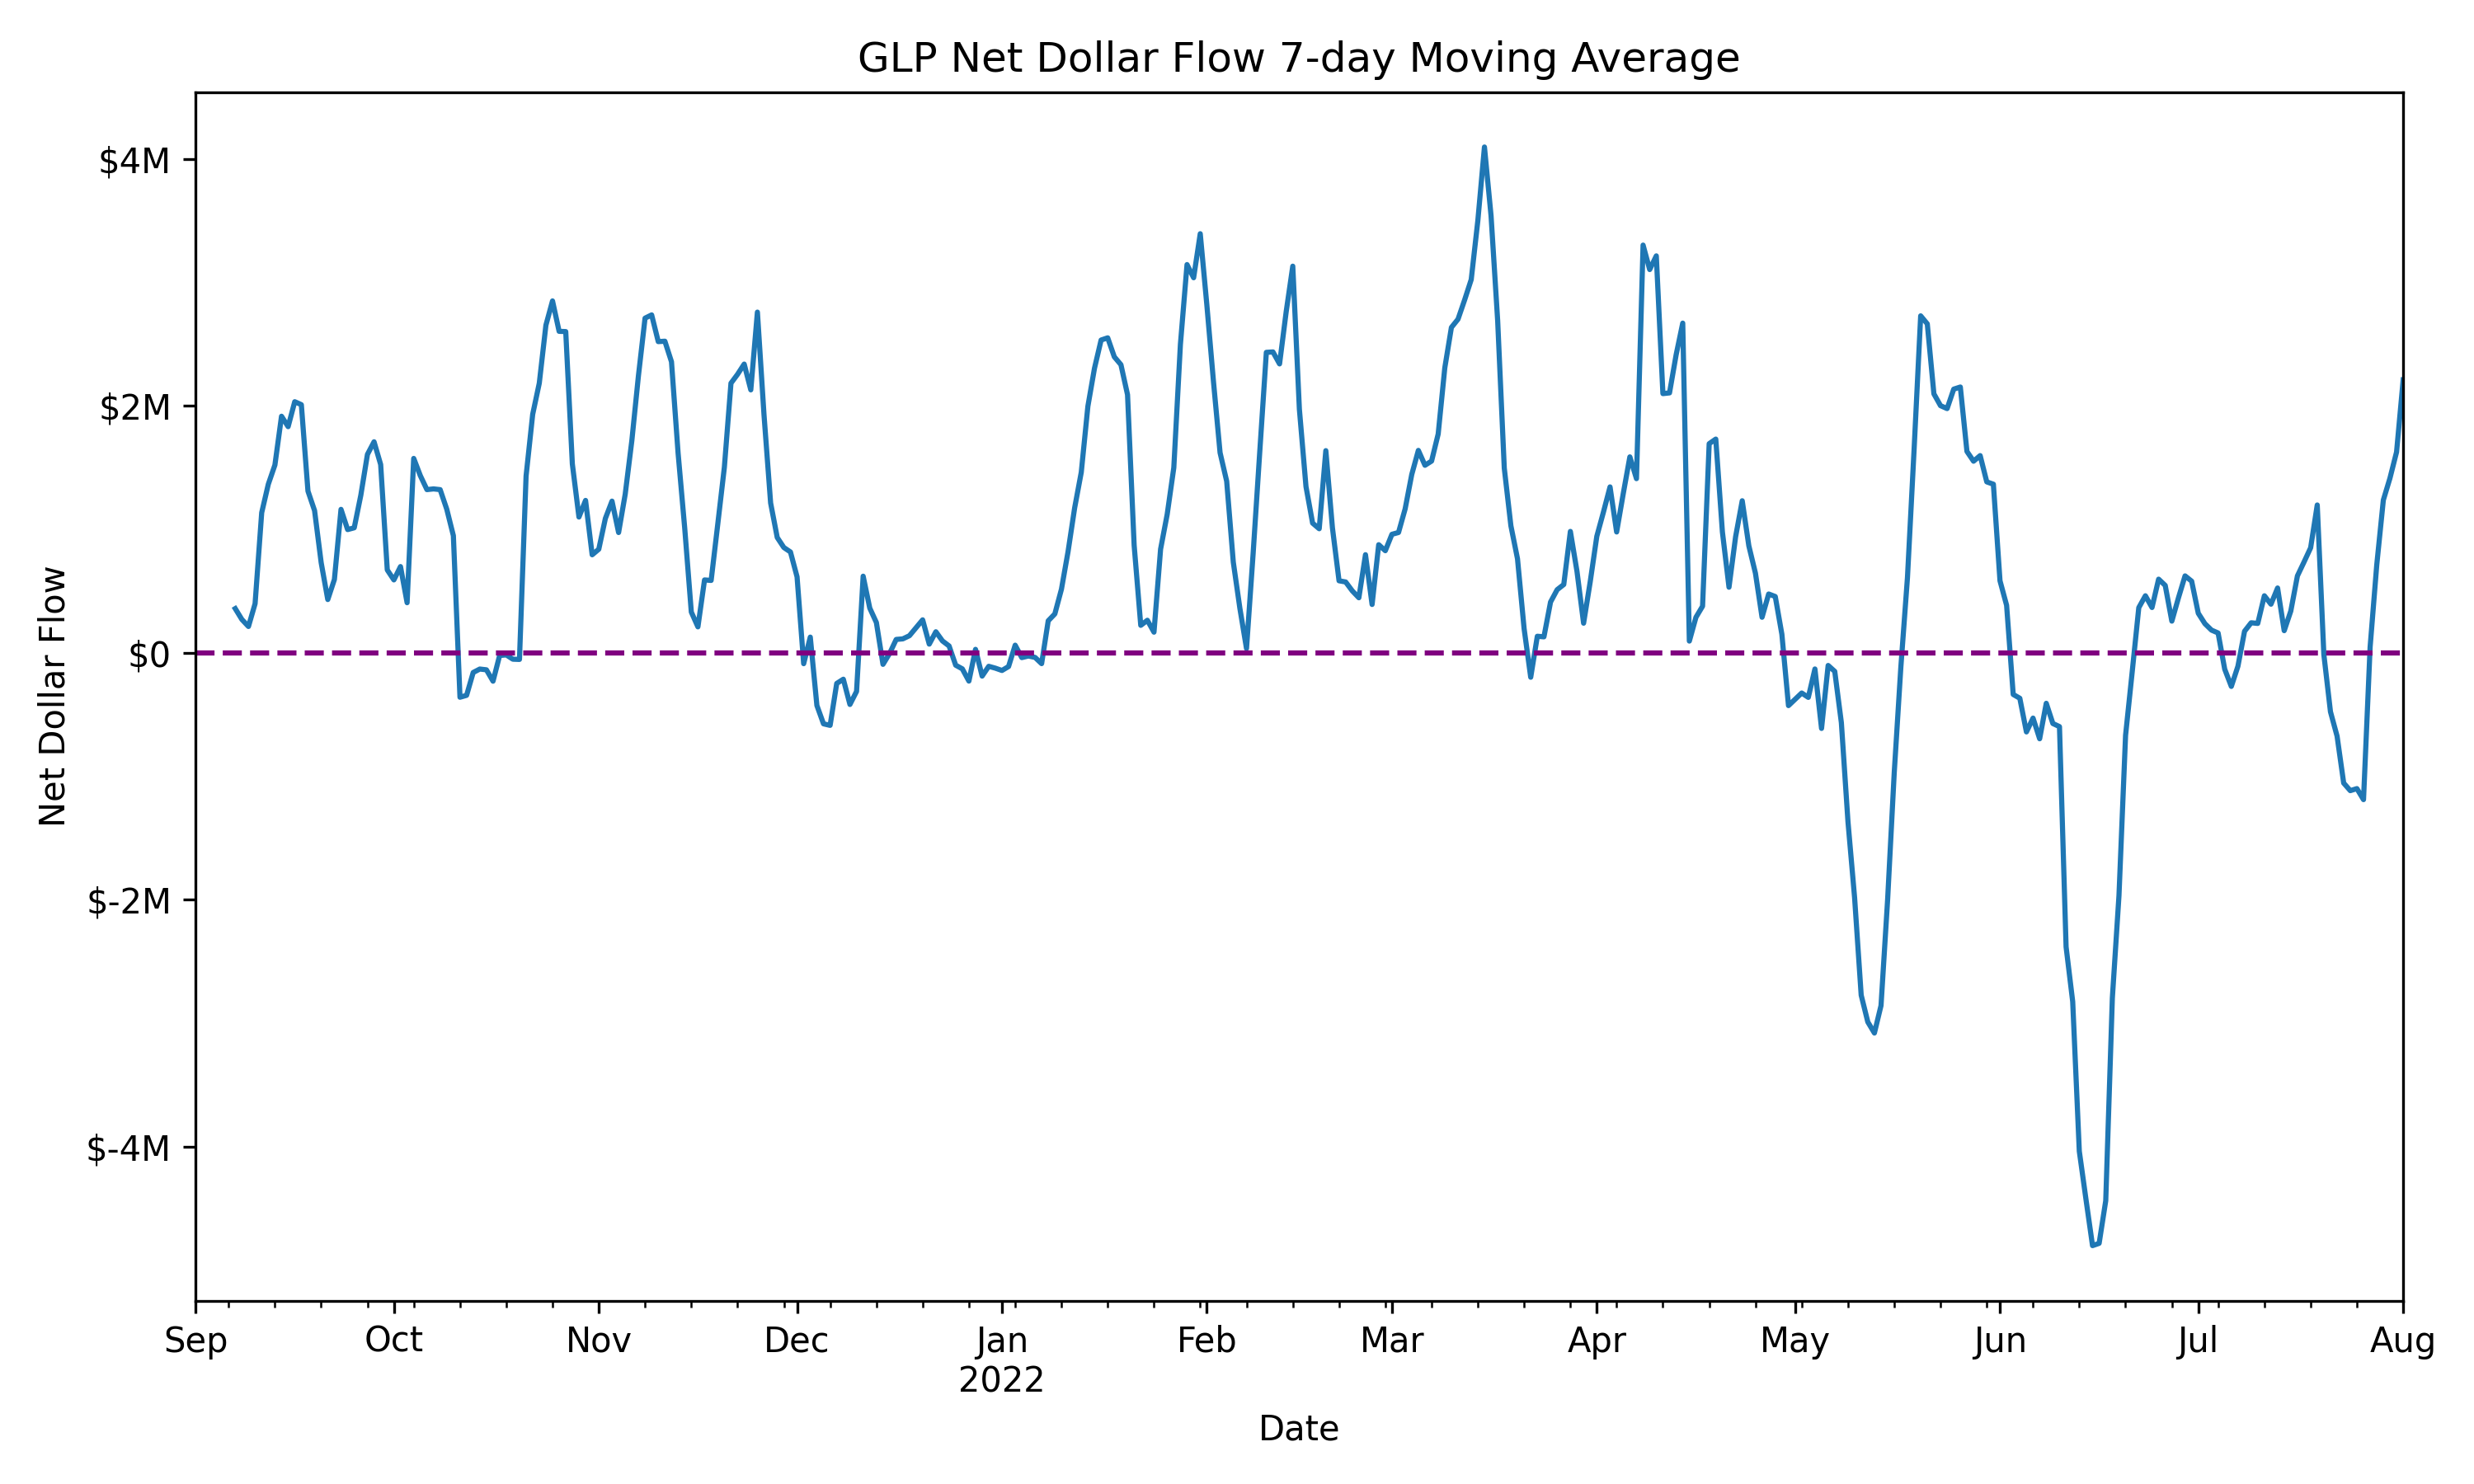 GLP Net Dollar Flow 7-day Moving Average
$4M
$2M
$0
$-2M
$-4M
Net Dollar Flow
Sep Oct Nov Dec Jan Feb Mar Apr May Jun Jul Aug
2022
Date